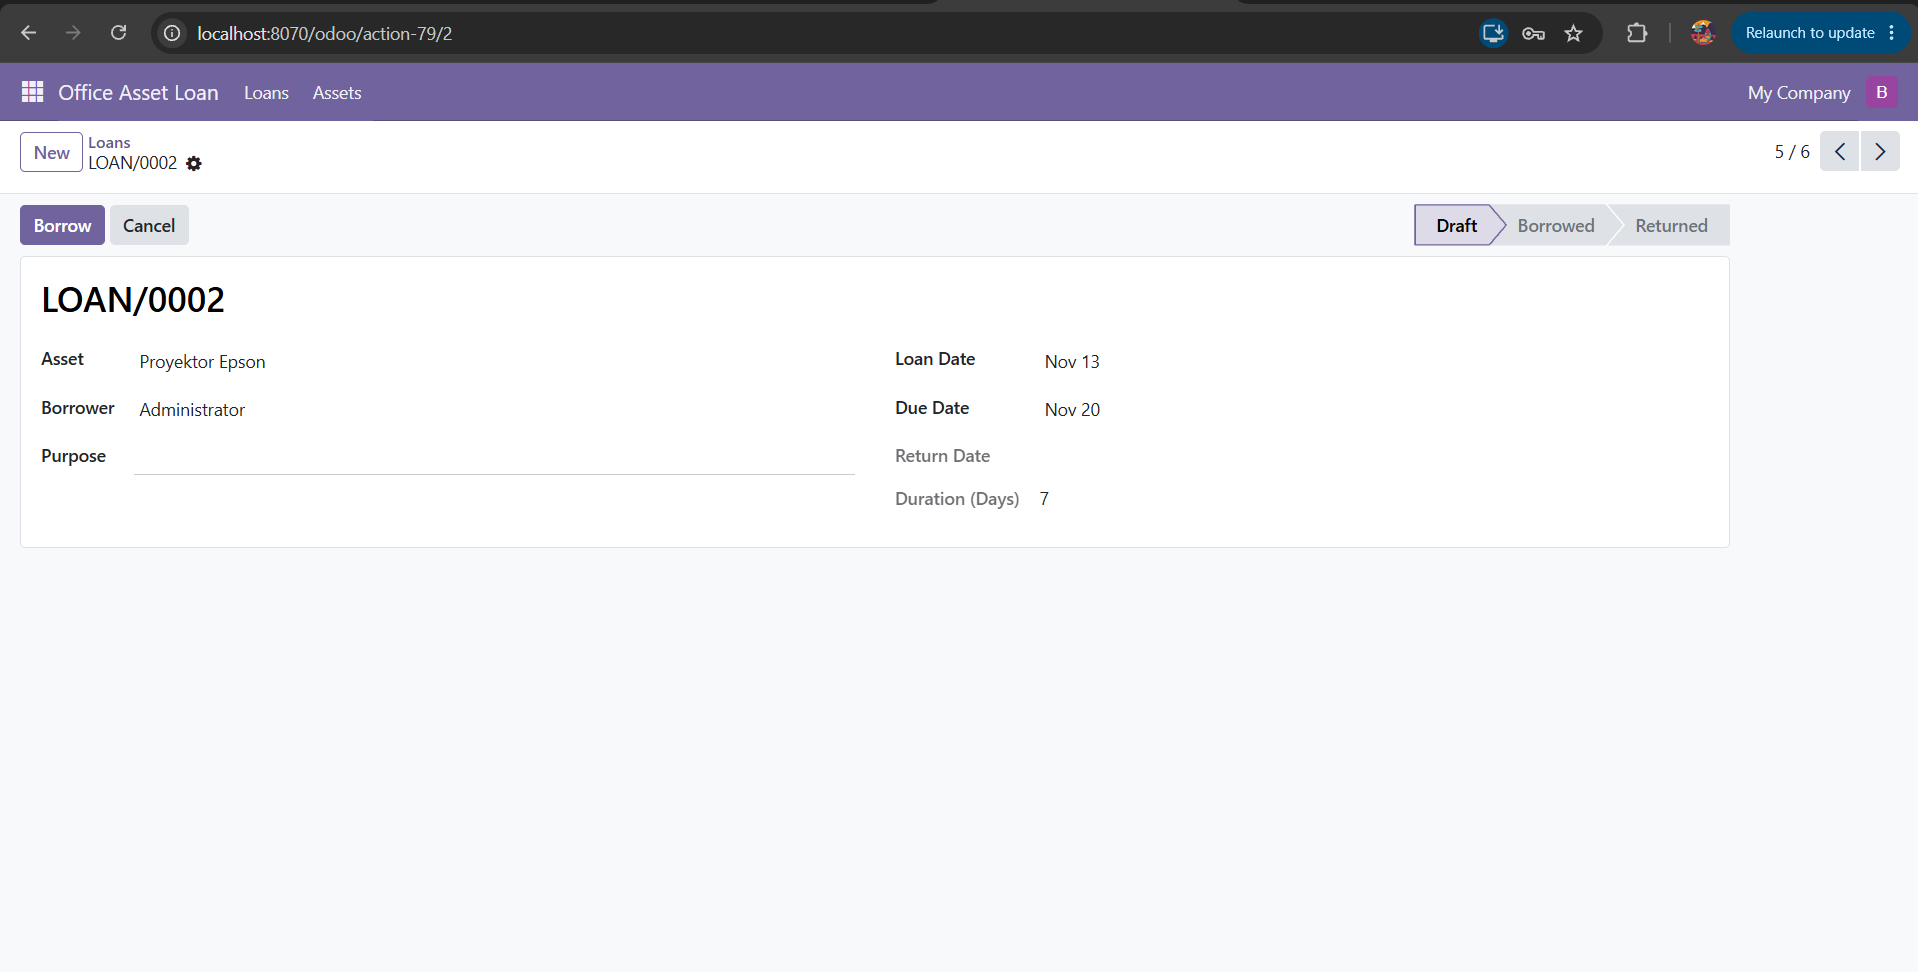 localhost:8070/odoo/action-79/2
Relaunch to update
Office Asset Loan Loans Assets
My Company B
New
Loans
LOAN/0002
5 / 6
Borrow Cancel
Draft Borrowed Returned
LOAN/0002
Asset Proyektor Epson
Loan Date Nov 13
Borrower Administrator
Due Date Nov 20
Purpose
Return Date
Duration (Days) 7